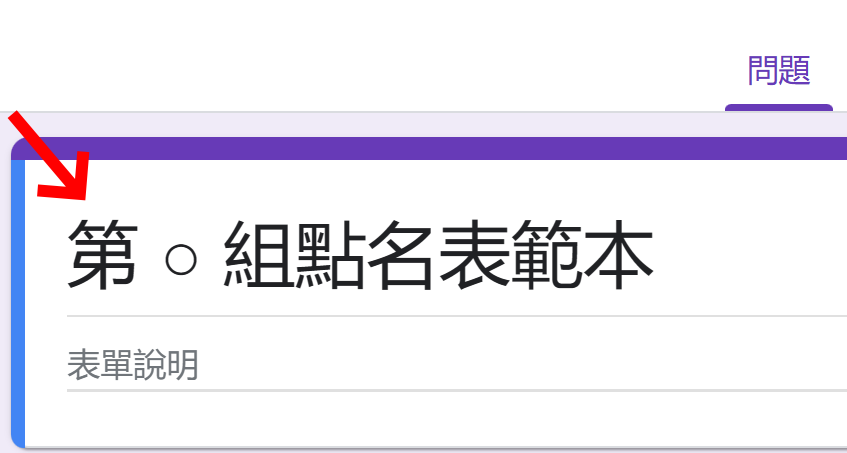 問題
第 ○ 組點名表範本
表單說明